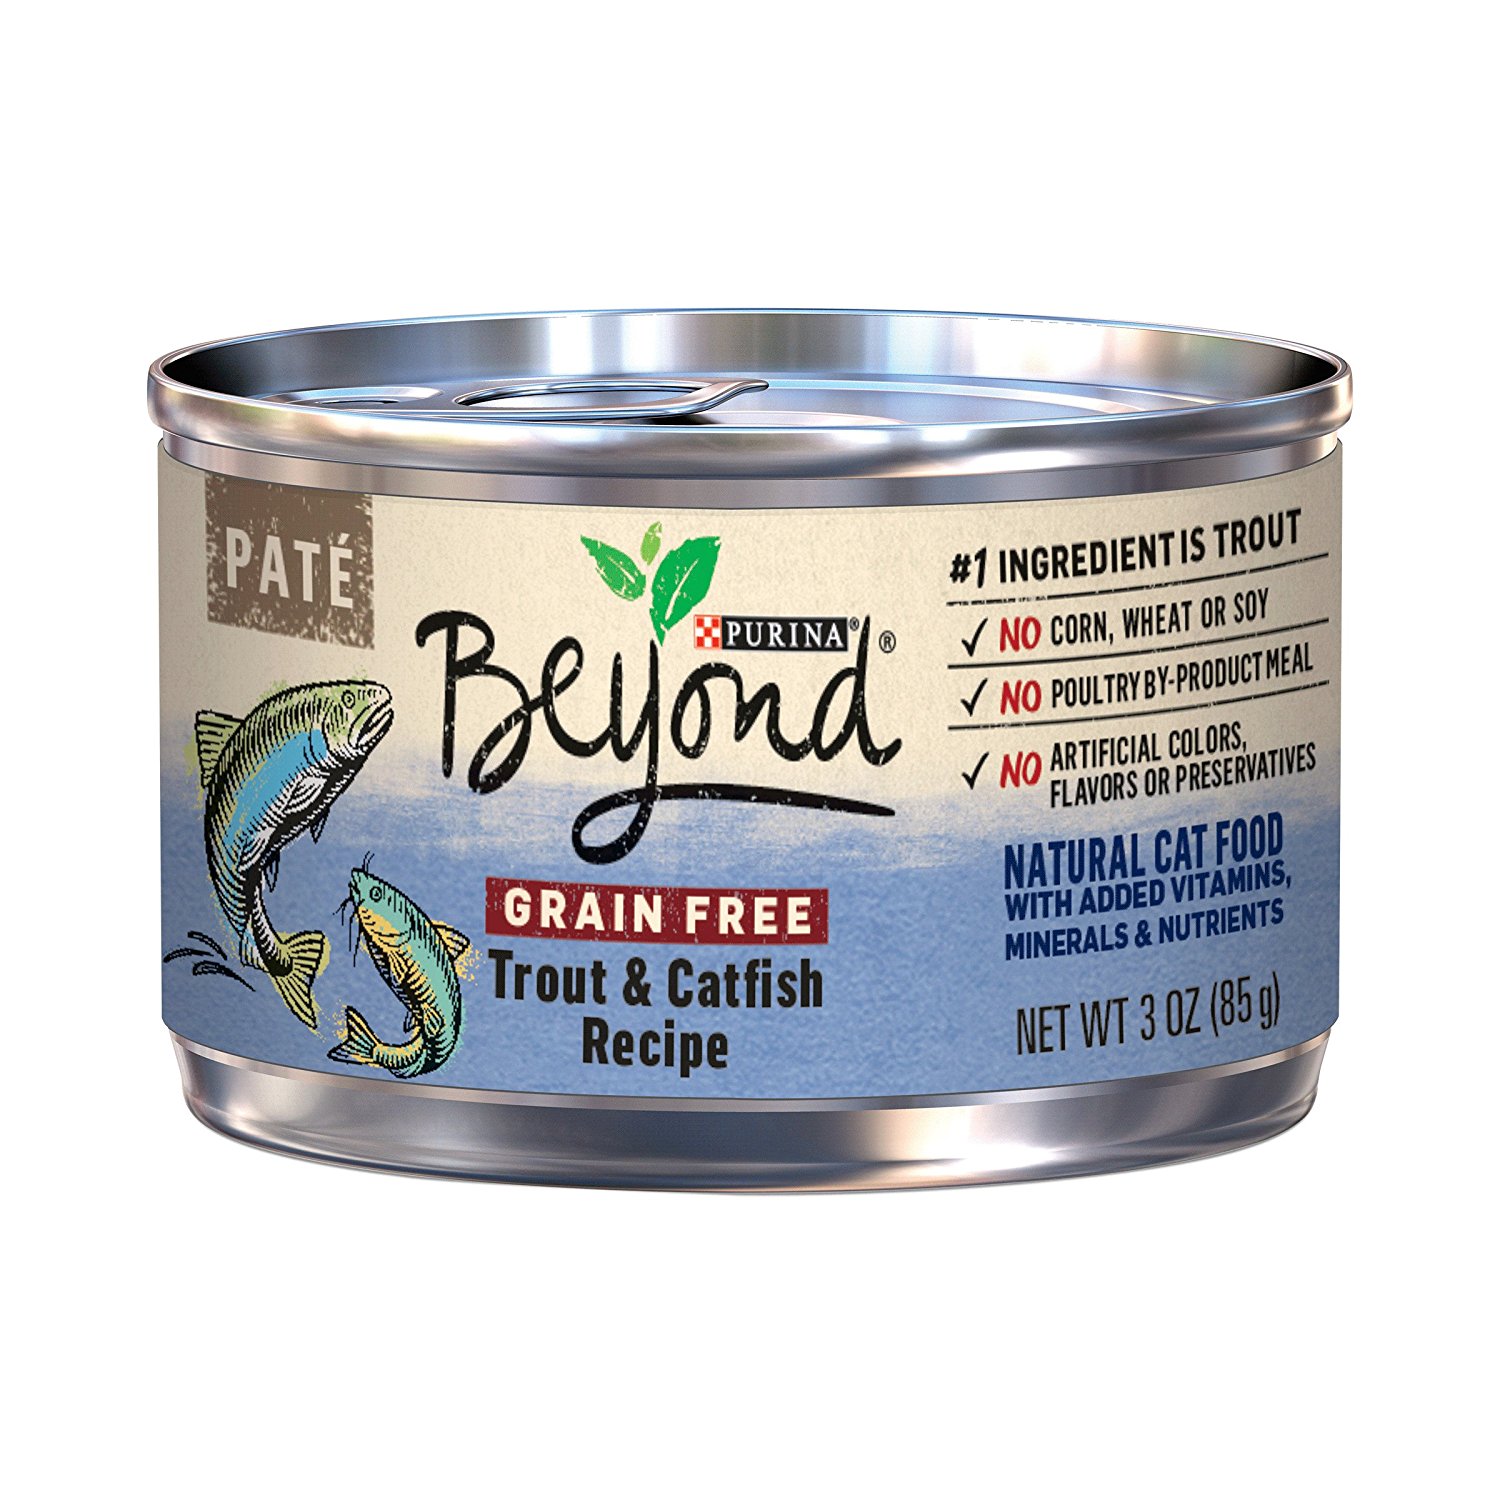 PATÉ
PURINA®
Beyond®
GRAIN FREE
Trout & Catfish
Recipe
#1 INGREDIENT IS TROUT
✓ NO CORN, WHEAT OR SOY
✓ NO POULTRY BY-PRODUCT MEAL
✓ NO ARTIFICIAL COLORS,
FLAVORS OR PRESERVATIVES
NATURAL CAT FOOD
WITH ADDED VITAMINS,
MINERALS & NUTRIENTS
NET WT 3 OZ (85 g)